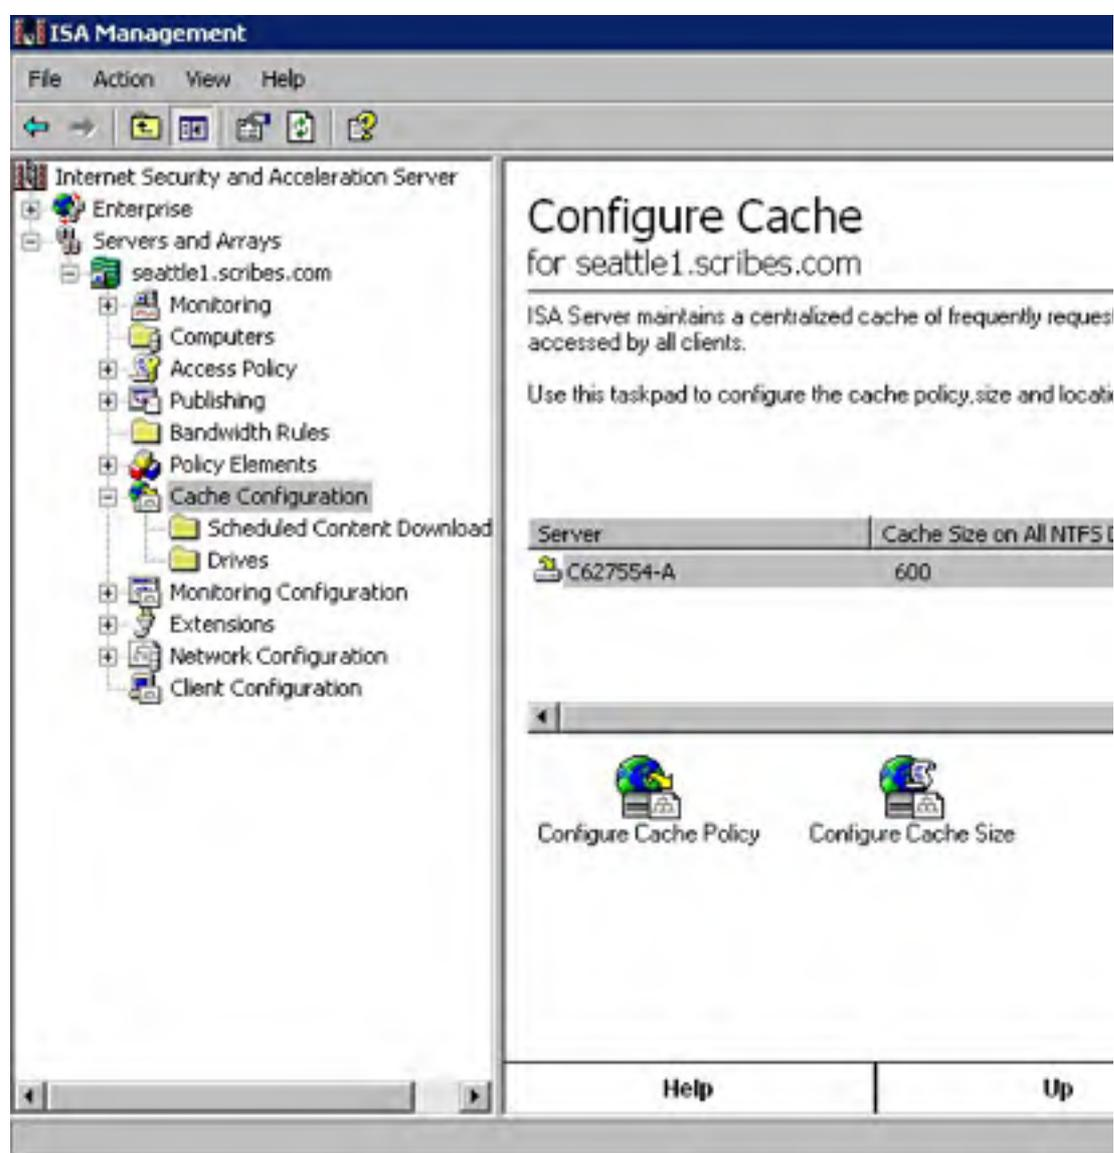 ISA Management
File Action View Help
Internet Security and Acceleration Server
Enterprise
Servers and Arrays
seattle1.scribes.com
Monitoring
Computers
Access Policy
Publishing
Bandwidth Rules
Policy Elements
Cache Configuration
Scheduled Content Download
Drives
Monitoring Configuration
Extensions
Network Configuration
Client Configuration
Configure Cache
for seattle1.scribes.com
ISA Server maintains a centralized cache of frequently reques
accessed by all clients.
Use this taskpad to configure the cache policy,size and locati
Server Cache Size on All NTFS
C627554-A 600
Configure Cache Policy Configure Cache Size
Help Up